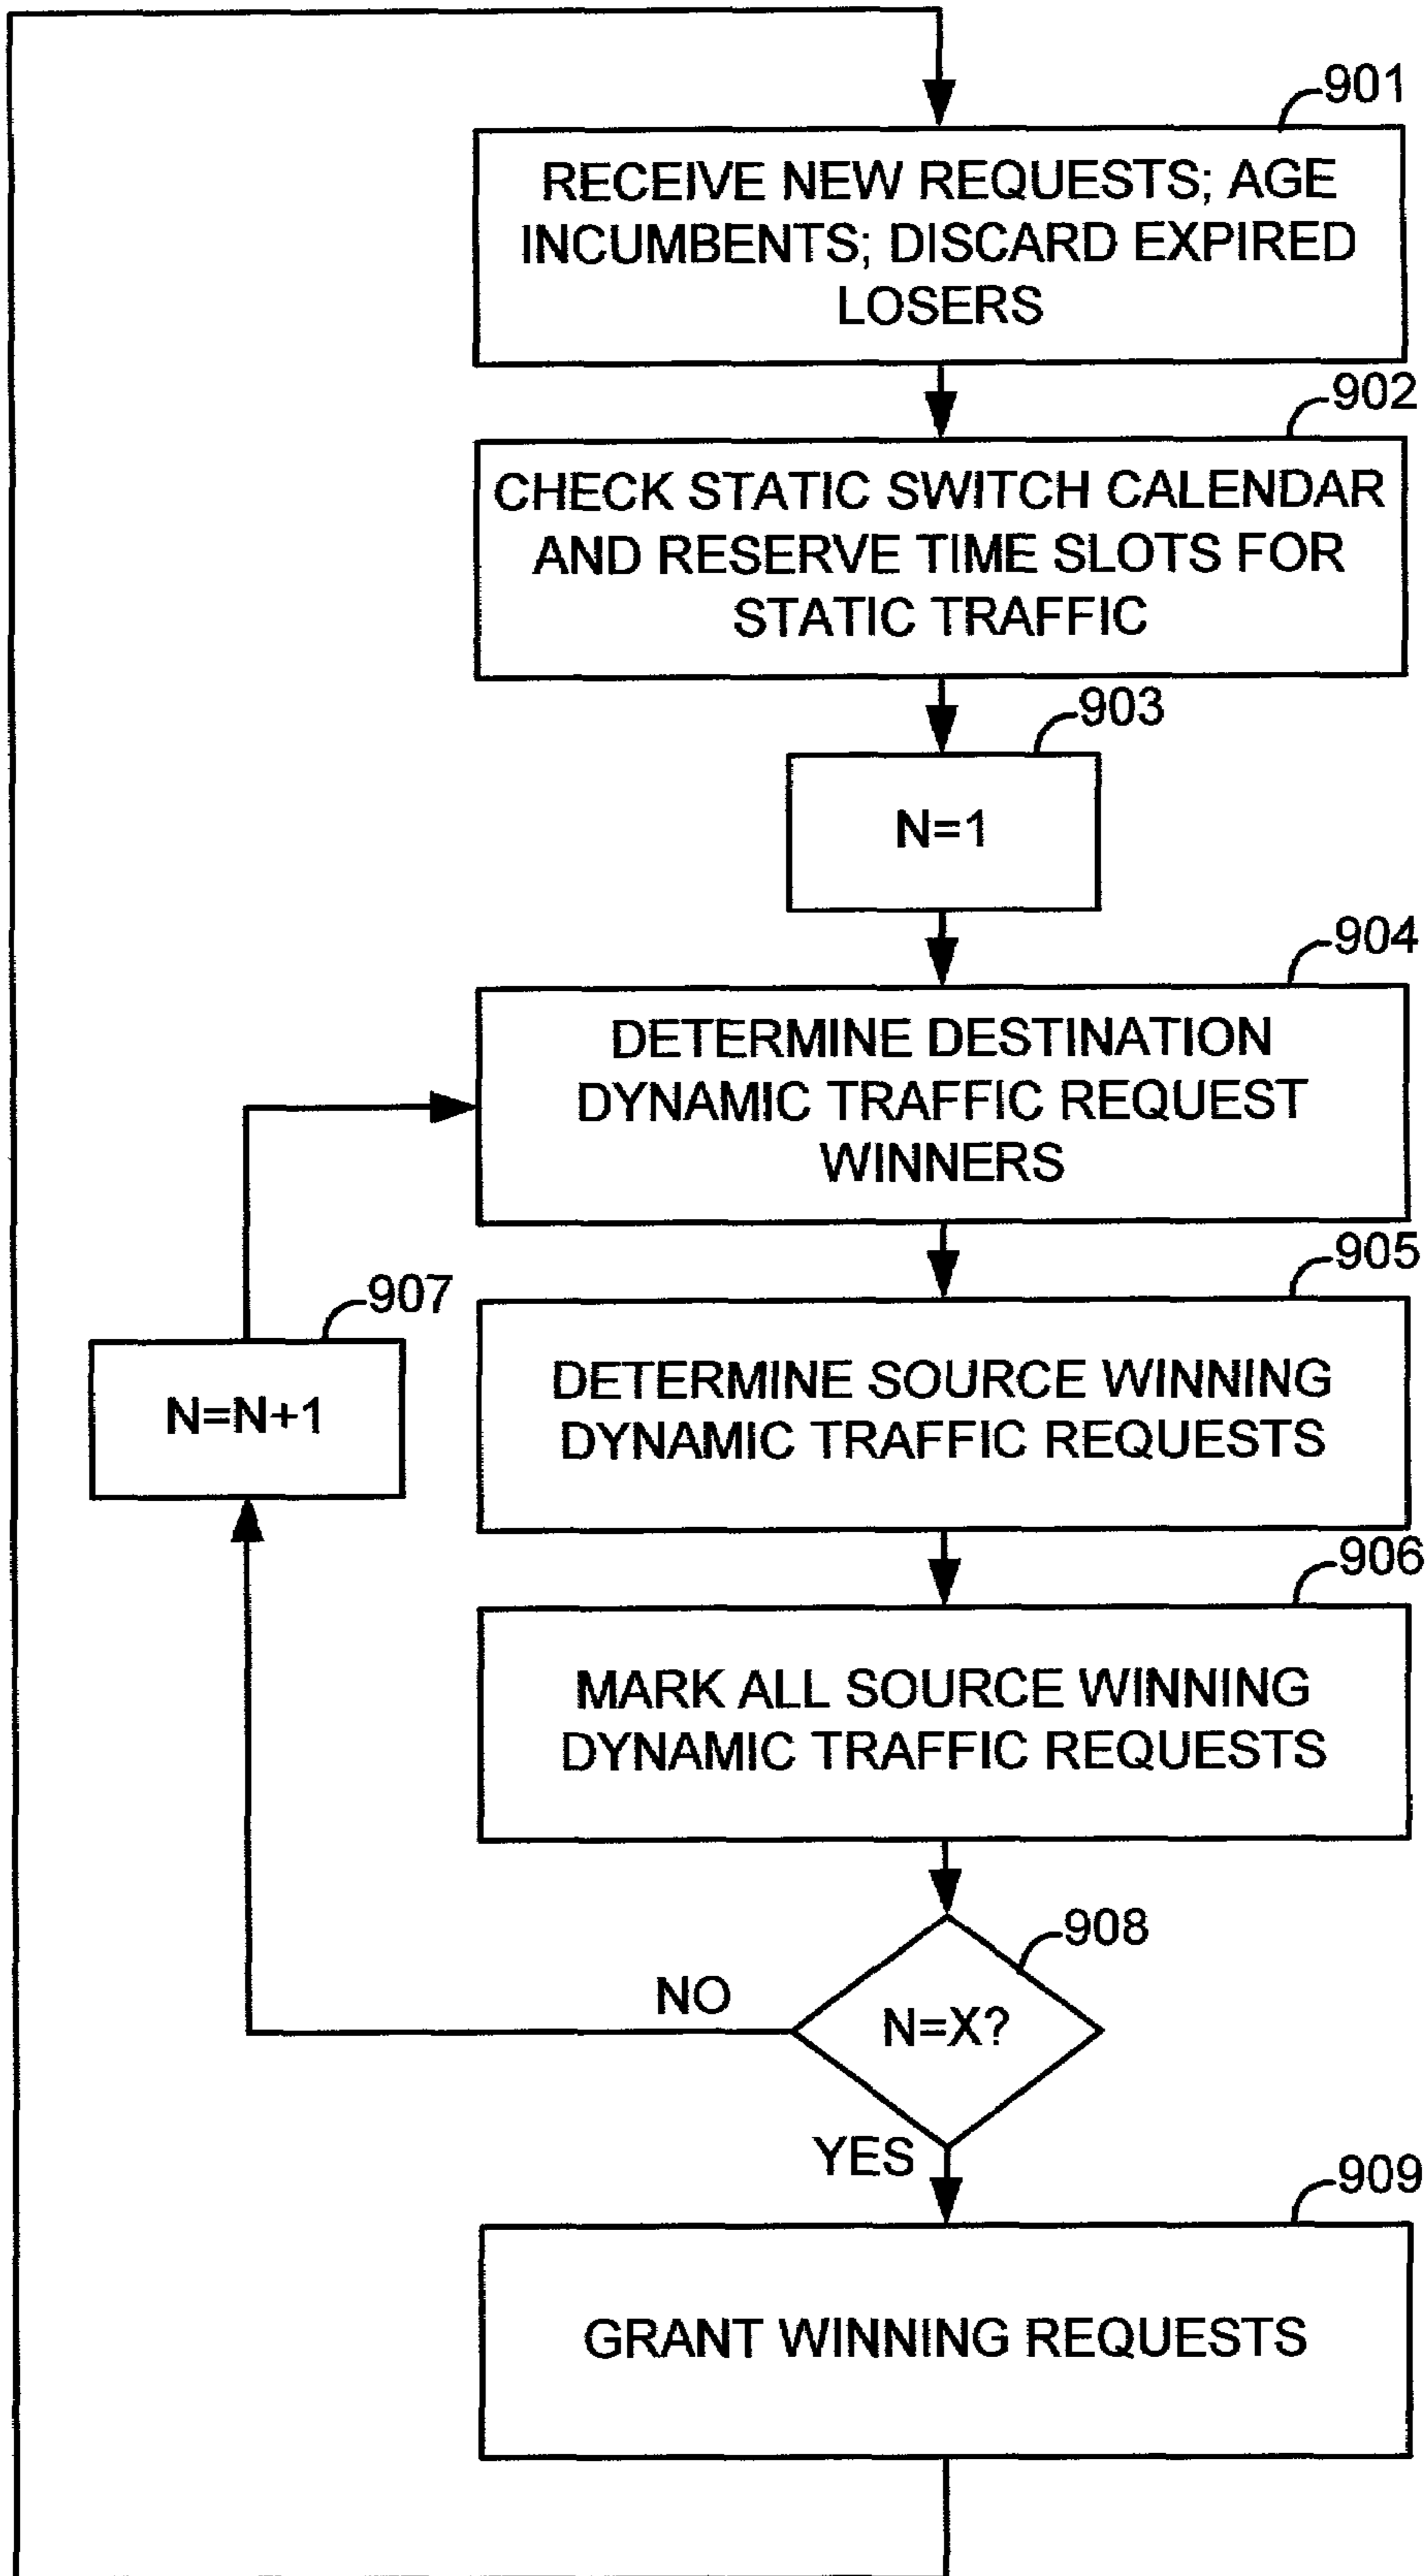 901
RECEIVE NEW REQUESTS; AGE
INCUMBENTS; DISCARD EXPIRED
LOSERS
902
CHECK STATIC SWITCH CALENDAR
AND RESERVE TIME SLOTS FOR
STATIC TRAFFIC
903
N=1
904
DETERMINE DESTINATION
DYNAMIC TRAFFIC REQUEST
WINNERS
905
DETERMINE SOURCE WINNING
DYNAMIC TRAFFIC REQUESTS
907
N=N+1
906
MARK ALL SOURCE WINNING
DYNAMIC TRAFFIC REQUESTS
908
NO
N=X?
YES
909
GRANT WINNING REQUESTS